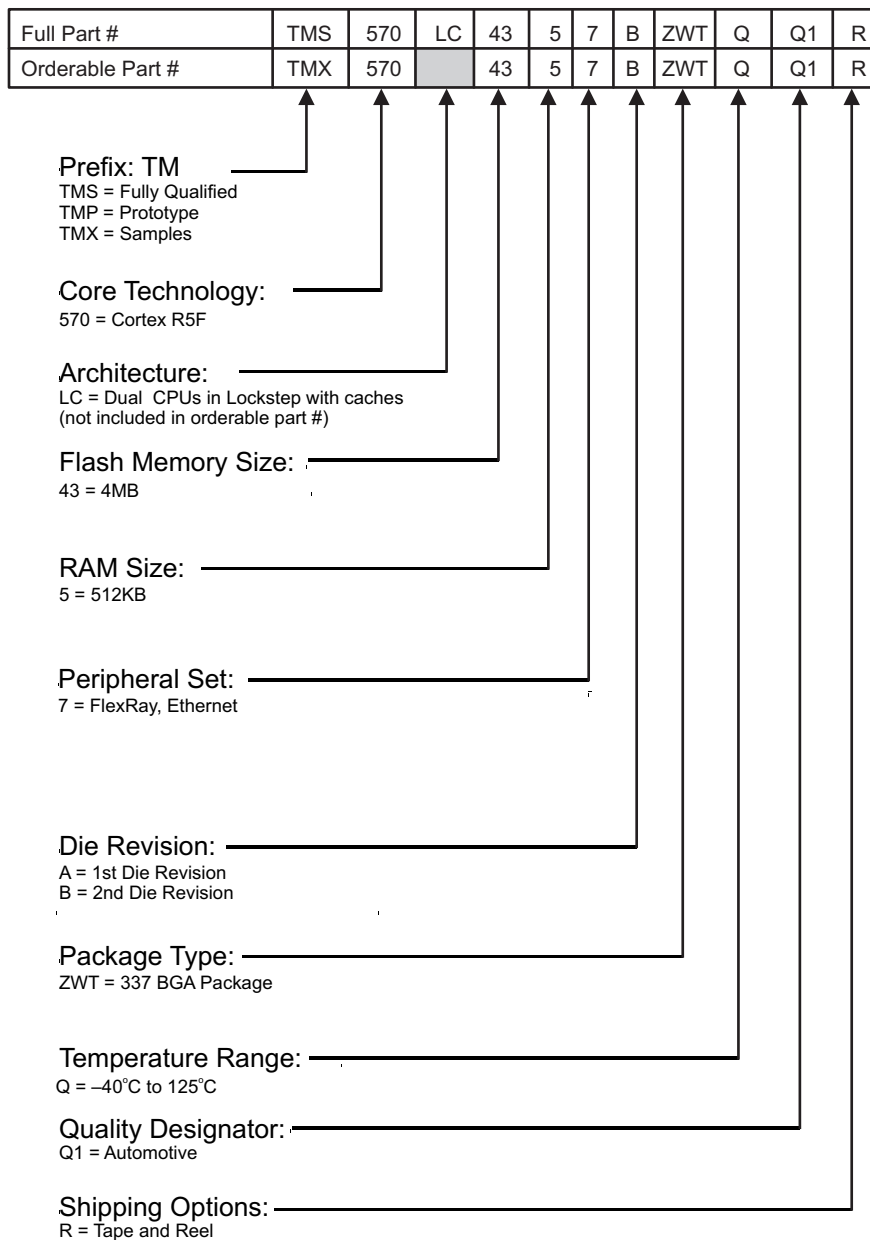 Full Part # TMS 570 LC 43 5 7 B ZWT Q Q1 R
Orderable Part # TMX 570 43 5 7 B ZWT Q Q1 R
Prefix: TM
TMS = Fully Qualified
TMP = Prototype
TMX = Samples
Core Technology:
570 = Cortex R5F
Architecture:
LC = Dual CPUs in Lockstep with caches
(not included in orderable part #)
Flash Memory Size:
43 = 4MB
RAM Size:
5 = 512KB
Peripheral Set:
7 = FlexRay, Ethernet
Die Revision:
A = 1st Die Revision
B = 2nd Die Revision
Package Type:
ZWT = 337 BGA Package
Temperature Range:
Q = –40°C to 125°C
Quality Designator:
Q1 = Automotive
Shipping Options:
R = Tape and Reel